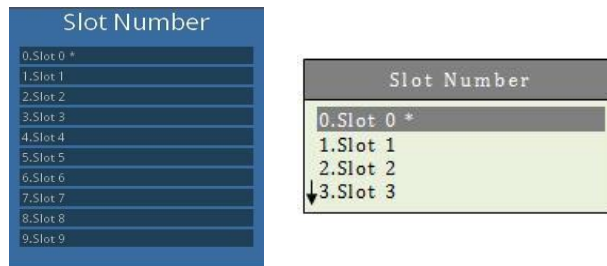 Slot Number
0.Slot 0 *
1.Slot 1
2.Slot 2
3.Slot 3
4.Slot 4
5.Slot 5
6.Slot 6
7.Slot 7
8.Slot 8
9.Slot 9
Slot Number
0.Slot 0 *
1.Slot 1
2.Slot 2
3.Slot 3